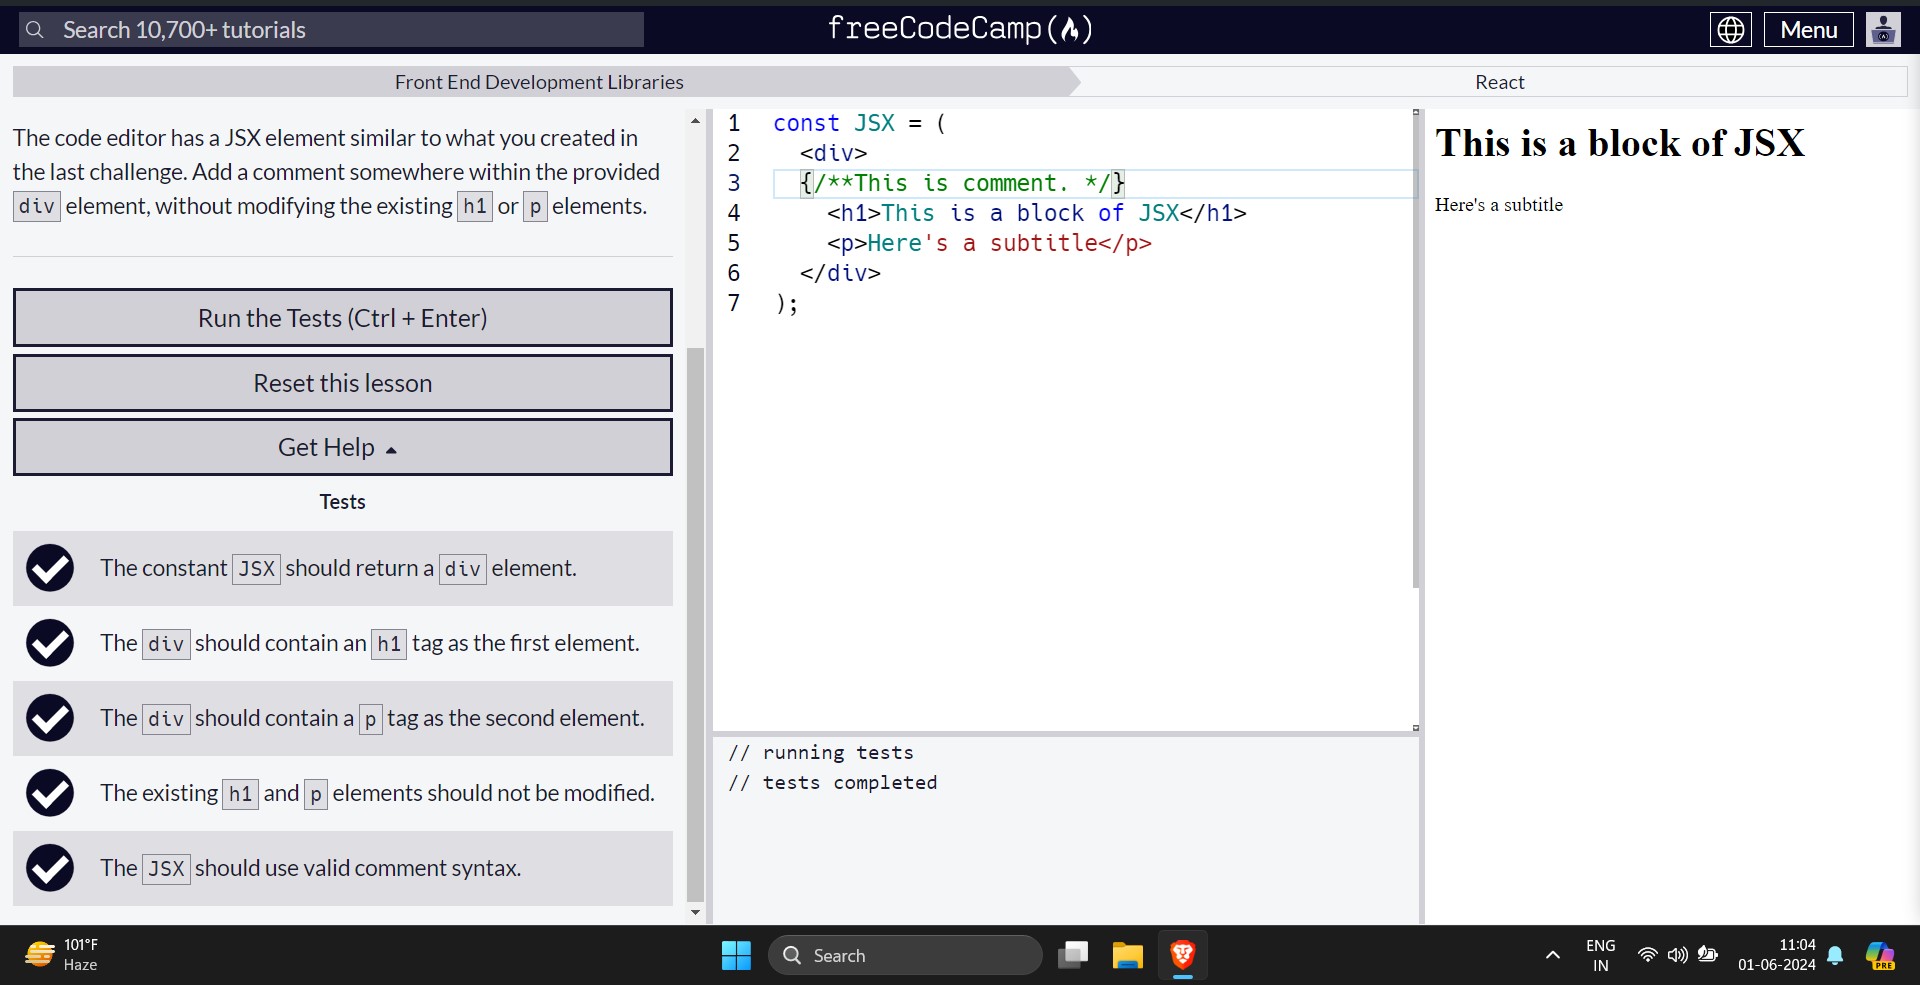 Search 10,700+ tutorials
freeCodeCamp(🔥)
Menu
Front End Development Libraries
React
The code editor has a JSX element similar to what you created in
the last challenge. Add a comment somewhere within the provided
div element, without modifying the existing h1 or p elements.
Run the Tests (Ctrl + Enter)
Reset this lesson
Get Help
Tests
The constant JSX should return a div element.
The div should contain an h1 tag as the first element.
The div should contain a p tag as the second element.
The existing h1 and p elements should not be modified.
The JSX should use valid comment syntax.
1 const JSX = (
2 <div>
3 {/**This is comment. */}
4 <h1>This is a block of JSX</h1>
5 <p>Here's a subtitle</p>
6 </div>
7 );
// running tests
// tests completed
This is a block of JSX
Here's a subtitle
101°F
Haze
Search
ENG
IN
11:04
01-06-2024
PRE